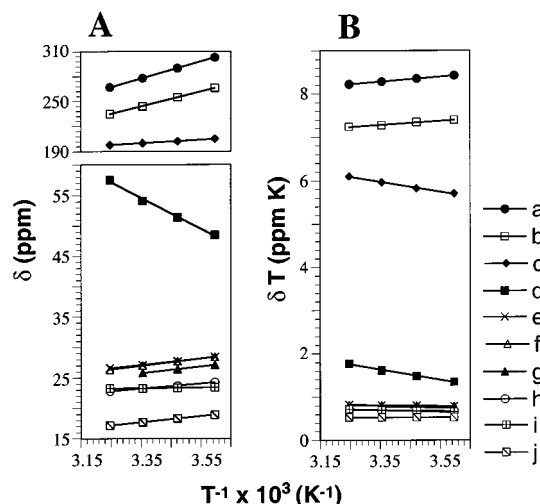 A
B
310
250
190
55
45
35
25
15
δ (ppm)
3.15
3.35
3.55
8
6
4
2
0
δ T (ppm K)
3.15
3.35
3.55
T-1 x 10³ (K-1)
a
b
c
d
e
f
g
h
i
j